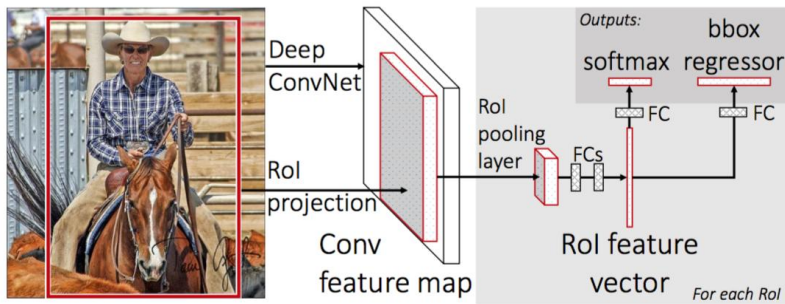 Deep
ConvNet
RoI
projection
Conv
feature map
RoI
pooling
layer
FCs
RoI feature
vector
Outputs:
softmax
FC
bbox
regressor
FC
For each RoI